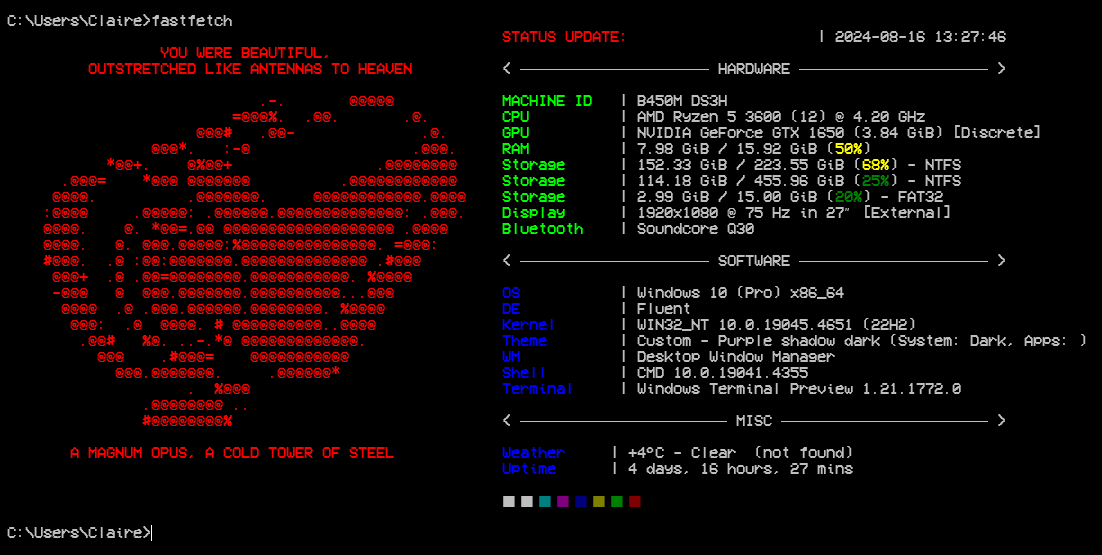 C:\Users\Claire>fastfetch
YOU WERE BEAUTIFUL,
OUTSTRETCHED LIKE ANTENNAS TO HEAVEN
A MAGNUM OPUS, A COLD TOWER OF STEEL
STATUS UPDATE: | 2024-08-16 13:27:46
< HARDWARE >
MACHINE ID | B450M DS3H
CPU | AMD Ryzen 5 3600 (12) @ 4.20 GHz
GPU | NVIDIA GeForce GTX 1650 (3.84 GiB) [Discrete]
RAM | 7.98 GiB / 15.92 GiB (50%)
Storage | 152.33 GiB / 223.55 GiB (68%) - NTFS
Storage | 114.18 GiB / 455.96 GiB (25%) - NTFS
Storage | 2.99 GiB / 15.00 GiB (20%) - FAT32
Display | 1920x1080 @ 75 Hz in 27″ [External]
Bluetooth | Soundcore Q30
< SOFTWARE >
OS | Windows 10 (Pro) x86_64
DE | Fluent
Kernel | WIN32_NT 10.0.19045.4651 (22H2)
Theme | Custom - Purple shadow dark (System: Dark, Apps: )
WM | Desktop Window Manager
Shell | CMD 10.0.19041.4355
Terminal | Windows Terminal Preview 1.21.1772.0
< MISC >
Weather | +4°C - Clear (not found)
Uptime | 4 days, 16 hours, 27 mins
C:\Users\Claire>